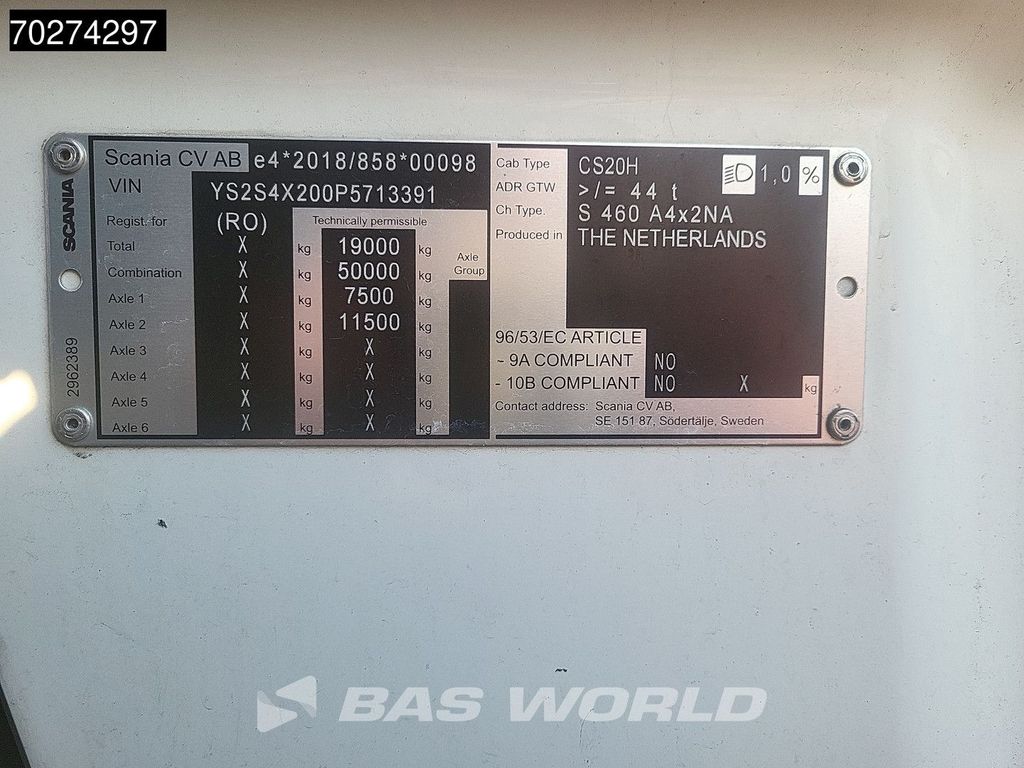 70274297
SCANIA
2962389
Scania CV AB e4*2018/858*00098
VIN YS2S4X200P5713391
Regist. for (RO) Technically permissible
Total X kg 19000 kg
Combination X kg 50000 kg
Axle Group
Axle 1 X kg 7500 kg
Axle 2 X kg 11500 kg
Axle 3 X kg X kg
Axle 4 X kg X kg
Axle 5 X kg X kg
Axle 6 X kg X kg
Cab Type CS20H 1,0 %
ADR GTW >/= 44 t
Ch Type. S 460 A4x2NA
Produced in THE NETHERLANDS
96/53/EC ARTICLE
- 9A COMPLIANT NO
- 10B COMPLIANT NO X kg
Contact address: Scania CV AB,
SE 151 87, Södertälje, Sweden
BAS WORLD